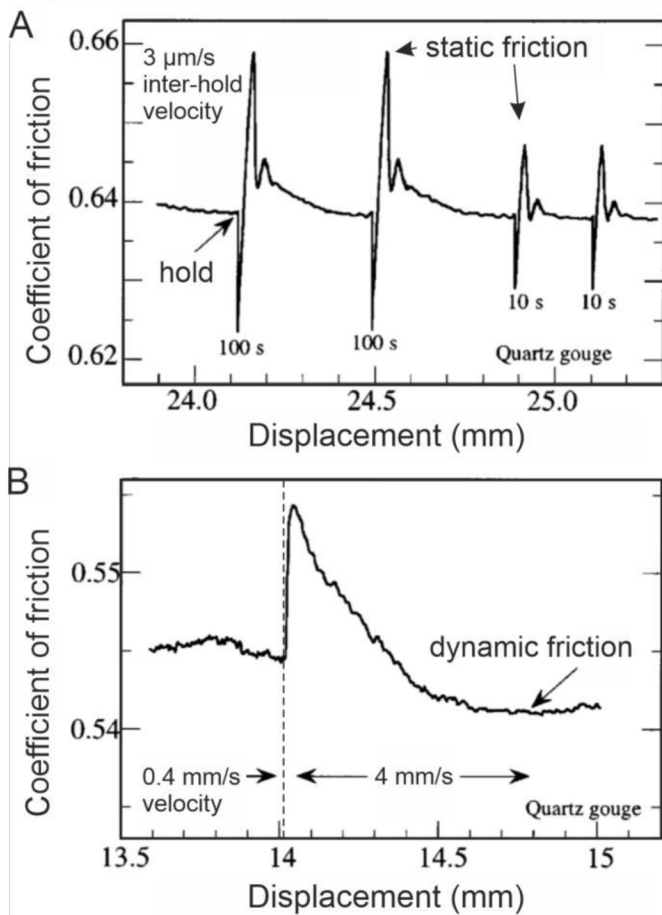 A
0.66
3 µm/s
inter-hold
velocity
static friction
0.64
hold
100 s
100 s
10 s
10 s
0.62
Quartz gouge
Coefficient of friction
24.0
24.5
25.0
Displacement (mm)
B
0.55
dynamic friction
0.54
0.4 mm/s
velocity
4 mm/s
Quartz gouge
Coefficient of friction
13.5
14
14.5
15
Displacement (mm)